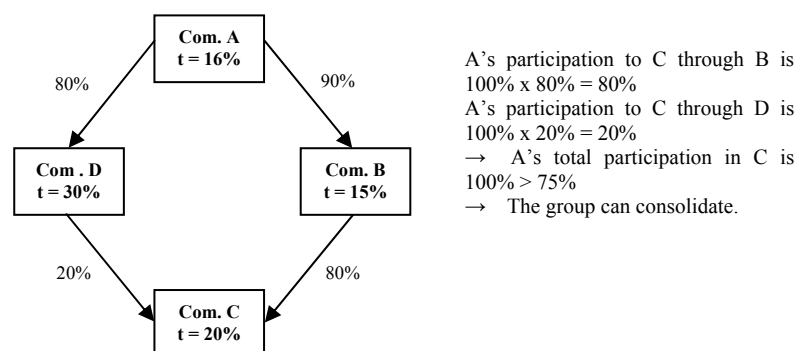 Com. A
t = 16%
80%
90%
Com . D
t = 30%
Com. B
t = 15%
20%
80%
Com. C
t = 20%
A's participation to C through B is
100% x 80% = 80%
A's participation to C through D is
100% x 20% = 20%
→ A's total participation in C is
100% > 75%
→ The group can consolidate.